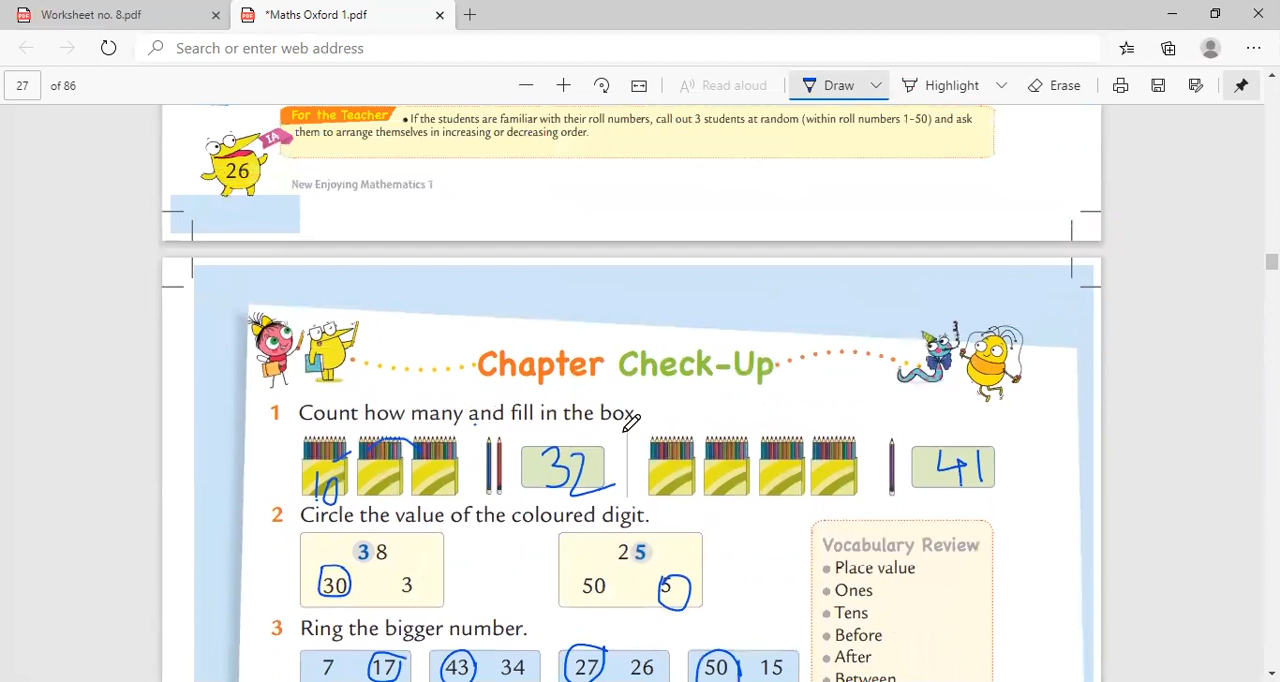 Worksheet no. 8.pdf
*Maths Oxford 1.pdf
Search or enter web address
27 of 86
Read aloud
Draw
Highlight
Erase
For the Teacher
• If the students are familiar with their roll numbers, call out 3 students at random (within roll numbers 1–50) and ask
them to arrange themselves in increasing or decreasing order.
IA
26
New Enjoying Mathematics 1
Chapter Check-Up
1 Count how many and fill in the box.
10
32
41
2 Circle the value of the coloured digit.
38
30 3
25
50 5
3 Ring the bigger number.
7 17
43 34
27 26
50 15
Vocabulary Review
• Place value
• Ones
• Tens
• Before
• After
• Between